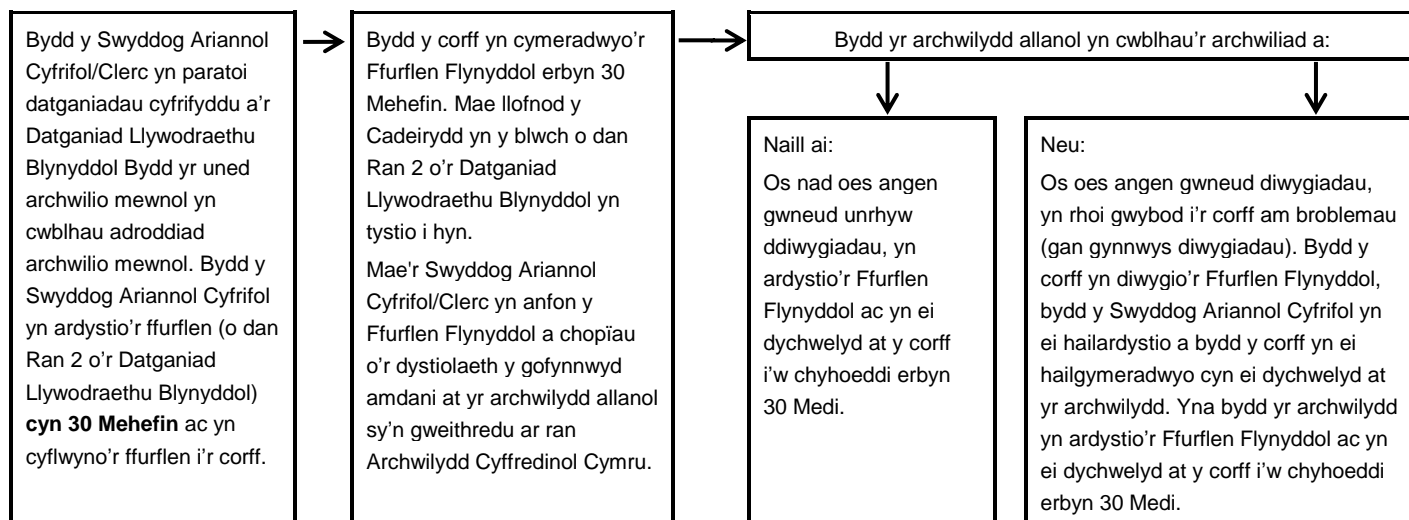 Bydd y Swyddog Ariannol
Cyfrifol/Clerc yn paratoi
datganiadau cyfrifyddu a’r
Datganiad Llywodraethu
Blynyddol Bydd yr uned
archwilio mewnol yn
cwblhau adroddiad
archwilio mewnol. Bydd y
Swyddog Ariannol Cyfrifol
yn ardystio’r ffurflen (o dan
Ran 2 o’r Datganiad
Llywodraethu Blynyddol)
cyn 30 Mehefin ac yn
cyflwyno’r ffurflen i’r corff.
Bydd y corff yn cymeradwyo’r
Ffurflen Flynyddol erbyn 30
Mehefin. Mae llofnod y
Cadeirydd yn y blwch o dan
Ran 2 o’r Datganiad
Llywodraethu Blynyddol yn
tystio i hyn.
Mae'r Swyddog Ariannol
Cyfrifol/Clerc yn anfon y
Ffurflen Flynyddol a chopïau
o’r dystiolaeth y gofynnwyd
amdani at yr archwilydd allanol
sy’n gweithredu ar ran
Archwilydd Cyffredinol Cymru.
Bydd yr archwilydd allanol yn cwblhau'r archwiliad a:
Naill ai:
Os nad oes angen
gwneud unrhyw
ddiwygiadau, yn
ardystio’r Ffurflen
Flynyddol ac yn ei
dychwelyd at y corff
i’w chyhoeddi erbyn
30 Medi.
Neu:
Os oes angen gwneud diwygiadau,
yn rhoi gwybod i’r corff am broblemau
(gan gynnwys diwygiadau). Bydd y
corff yn diwygio’r Ffurflen Flynyddol,
bydd y Swyddog Ariannol Cyfrifol yn
ei hailardystio a bydd y corff yn ei
hailgymeradwyo cyn ei dychwelyd at
yr archwilydd. Yna bydd yr archwilydd
yn ardystio’r Ffurflen Flynyddol ac yn
ei dychwelyd at y corff i’w chyhoeddi
erbyn 30 Medi.